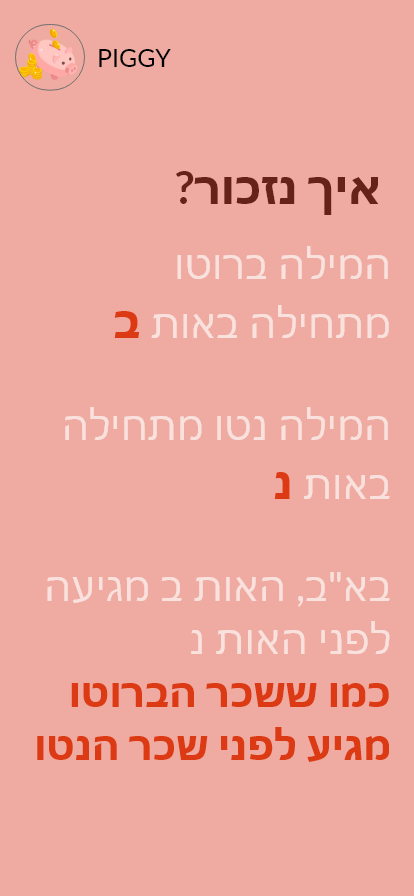 PIGGY
איך נזכור?
המילה ברוטו
מתחילה באות ב
המילה נטו מתחילה
באות נ
בא"ב, האות ב מגיעה
לפני האות נ
כמו ששכר הברוטו
מגיע לפני שכר הנטו